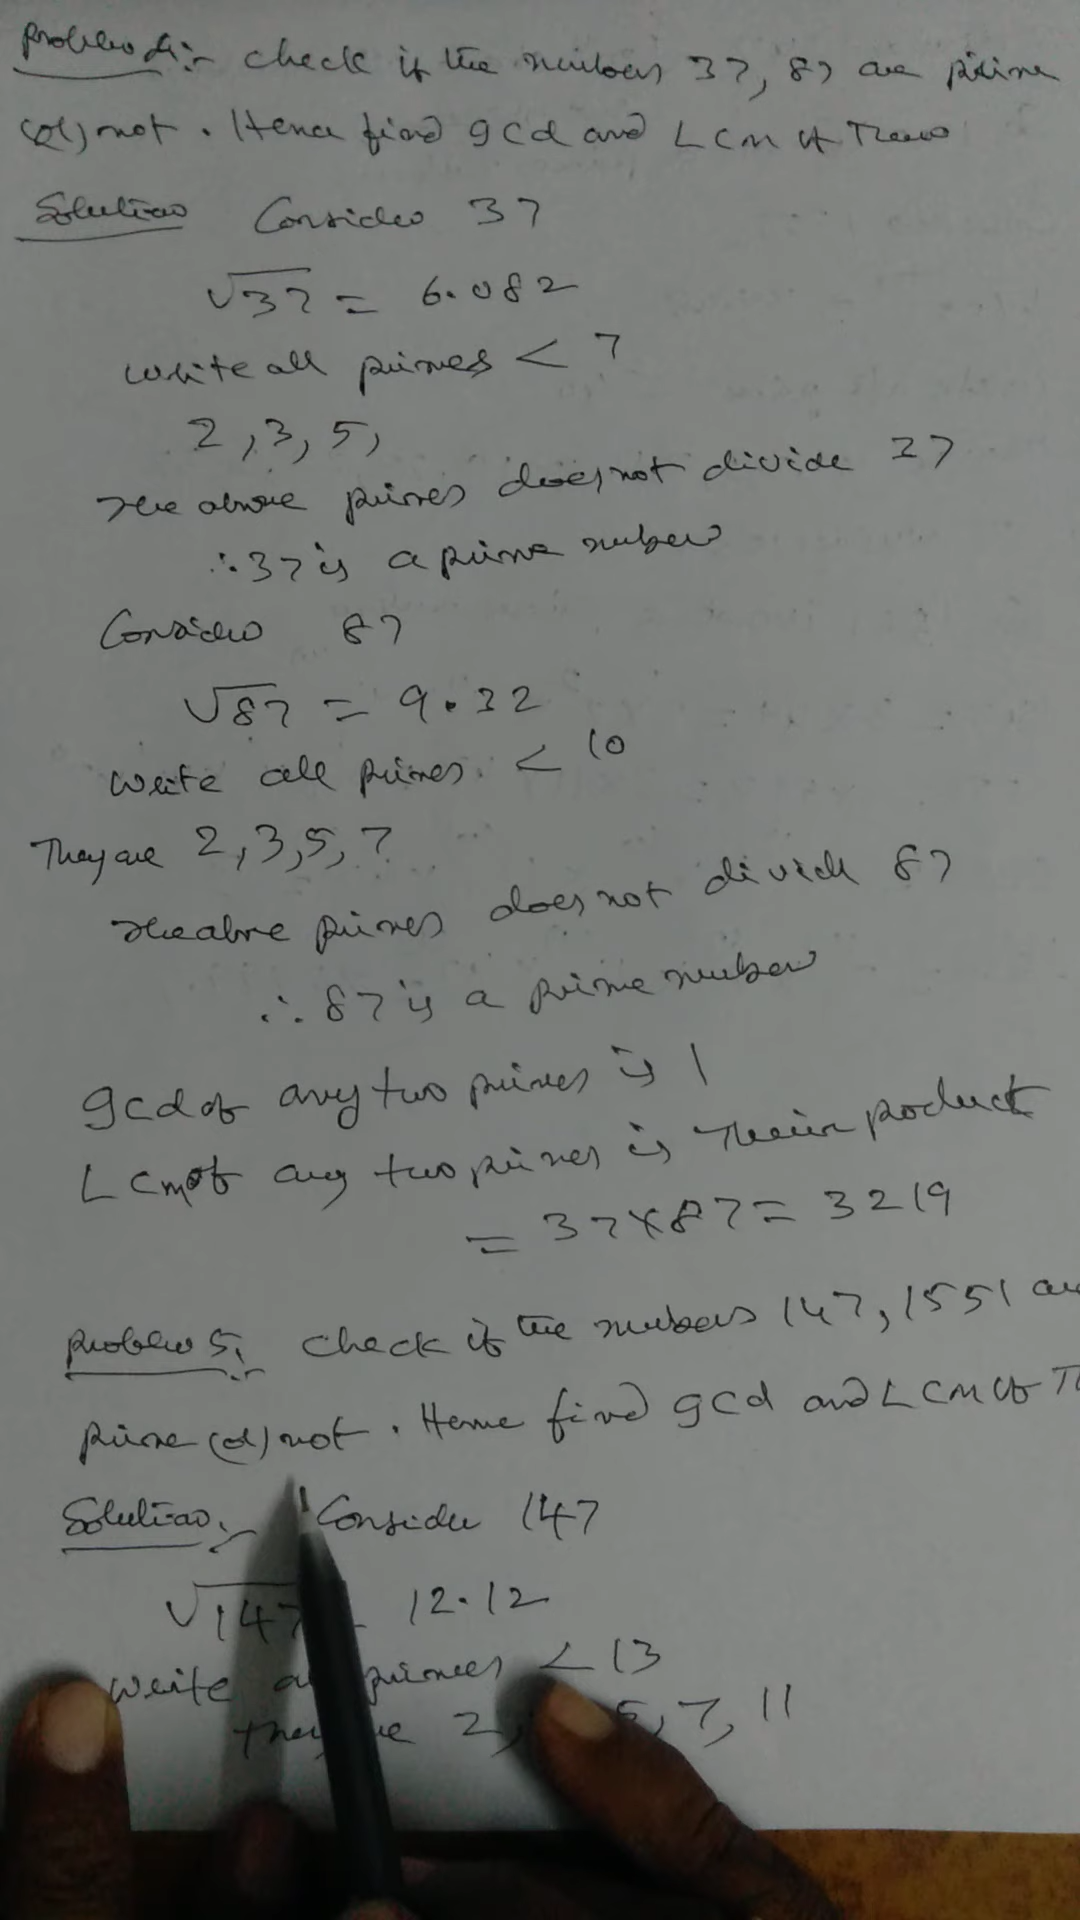 Problem 4:- check if the numbers 37, 87 are prime
(or) not. Hence find gcd and LCM of Them
Solution Consider 37
√37 = 6.082
write all primes < 7
2, 3, 5,
The above primes does not divide 37
∴ 37 is a prime number
Consider 87
√87 = 9.32
Write all primes < 10
They are 2, 3, 5, 7
The above primes does not divide 87
∴ 87 is a prime number
gcd of any two primes is 1
LCM of any two primes is Their product
= 37 × 87 = 3219
Problem 5:- check if the numbers 147, 1551 are
prime (or) not. Hence find gcd and LCM of
Solution:- Consider 147
√147 12.12
Write primes < 13
2, 5, 7, 11